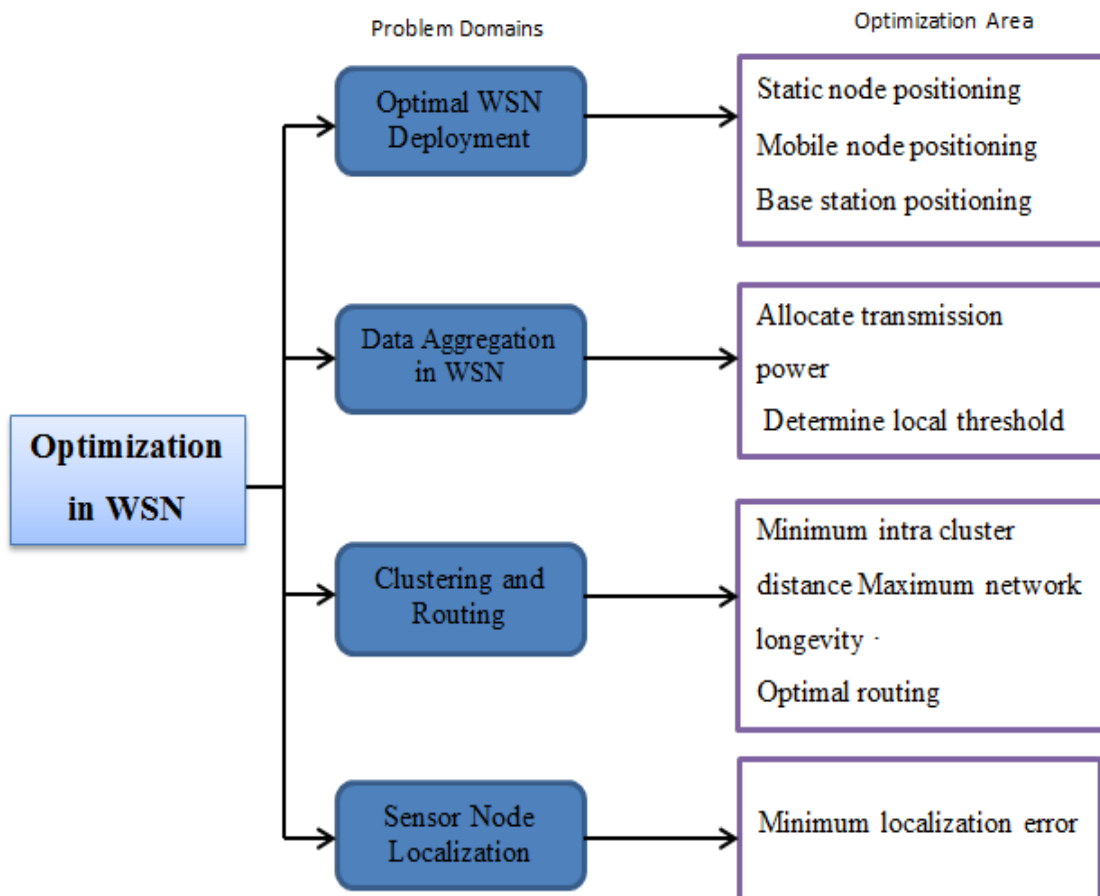 Problem Domains
Optimization Area
Optimal WSN
Deployment
Static node positioning
Mobile node positioning
Base station positioning
Data Aggregation
in WSN
Allocate transmission
power
Determine local threshold
Optimization
in WSN
Clustering and
Routing
Minimum intra cluster
distance Maximum network
longevity ·
Optimal routing
Sensor Node
Localization
Minimum localization error